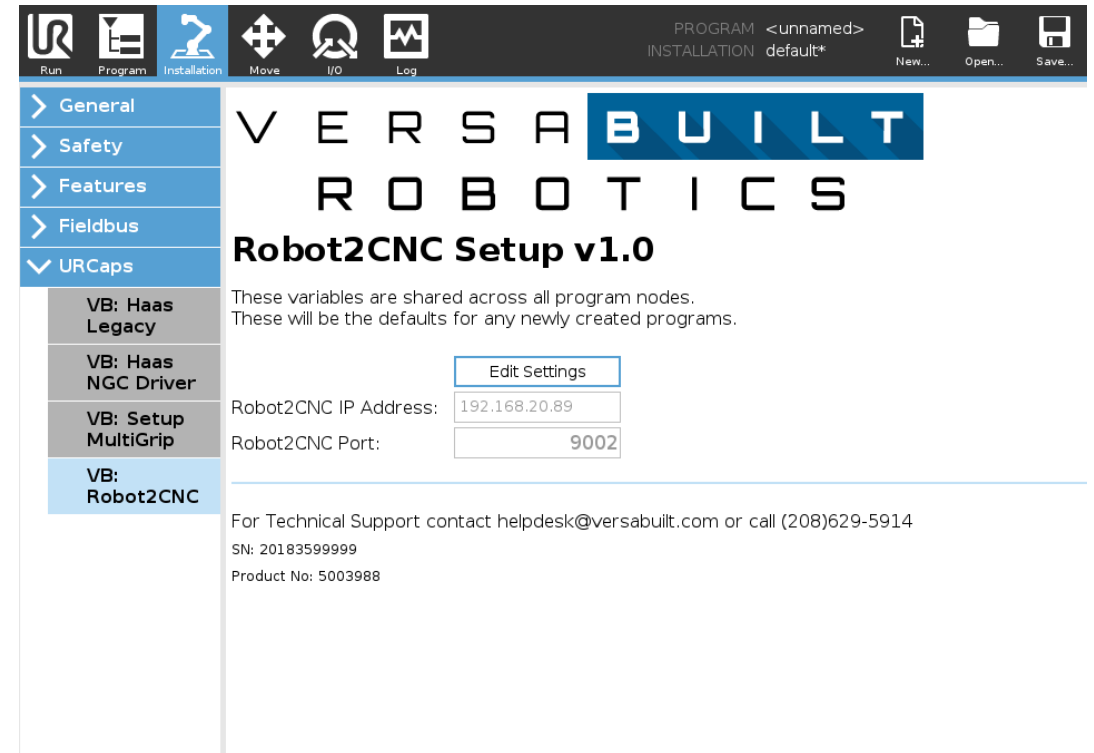 PROGRAM <unnamed>
INSTALLATION default*
Run Program Installation Move I/O Log New... Open... Save...
General
Safety
Features
Fieldbus
URCaps
VB: Haas
Legacy
VB: Haas
NGC Driver
VB: Setup
MultiGrip
VB:
Robot2CNC
VERSABUILT
ROBOTICS
Robot2CNC Setup v1.0
These variables are shared across all program nodes.
These will be the defaults for any newly created programs.
Edit Settings
Robot2CNC IP Address: 192.168.20.89
Robot2CNC Port: 9002
For Technical Support contact helpdesk@versabuilt.com or call (208)629-5914
SN: 20183599999
Product No: 5003988